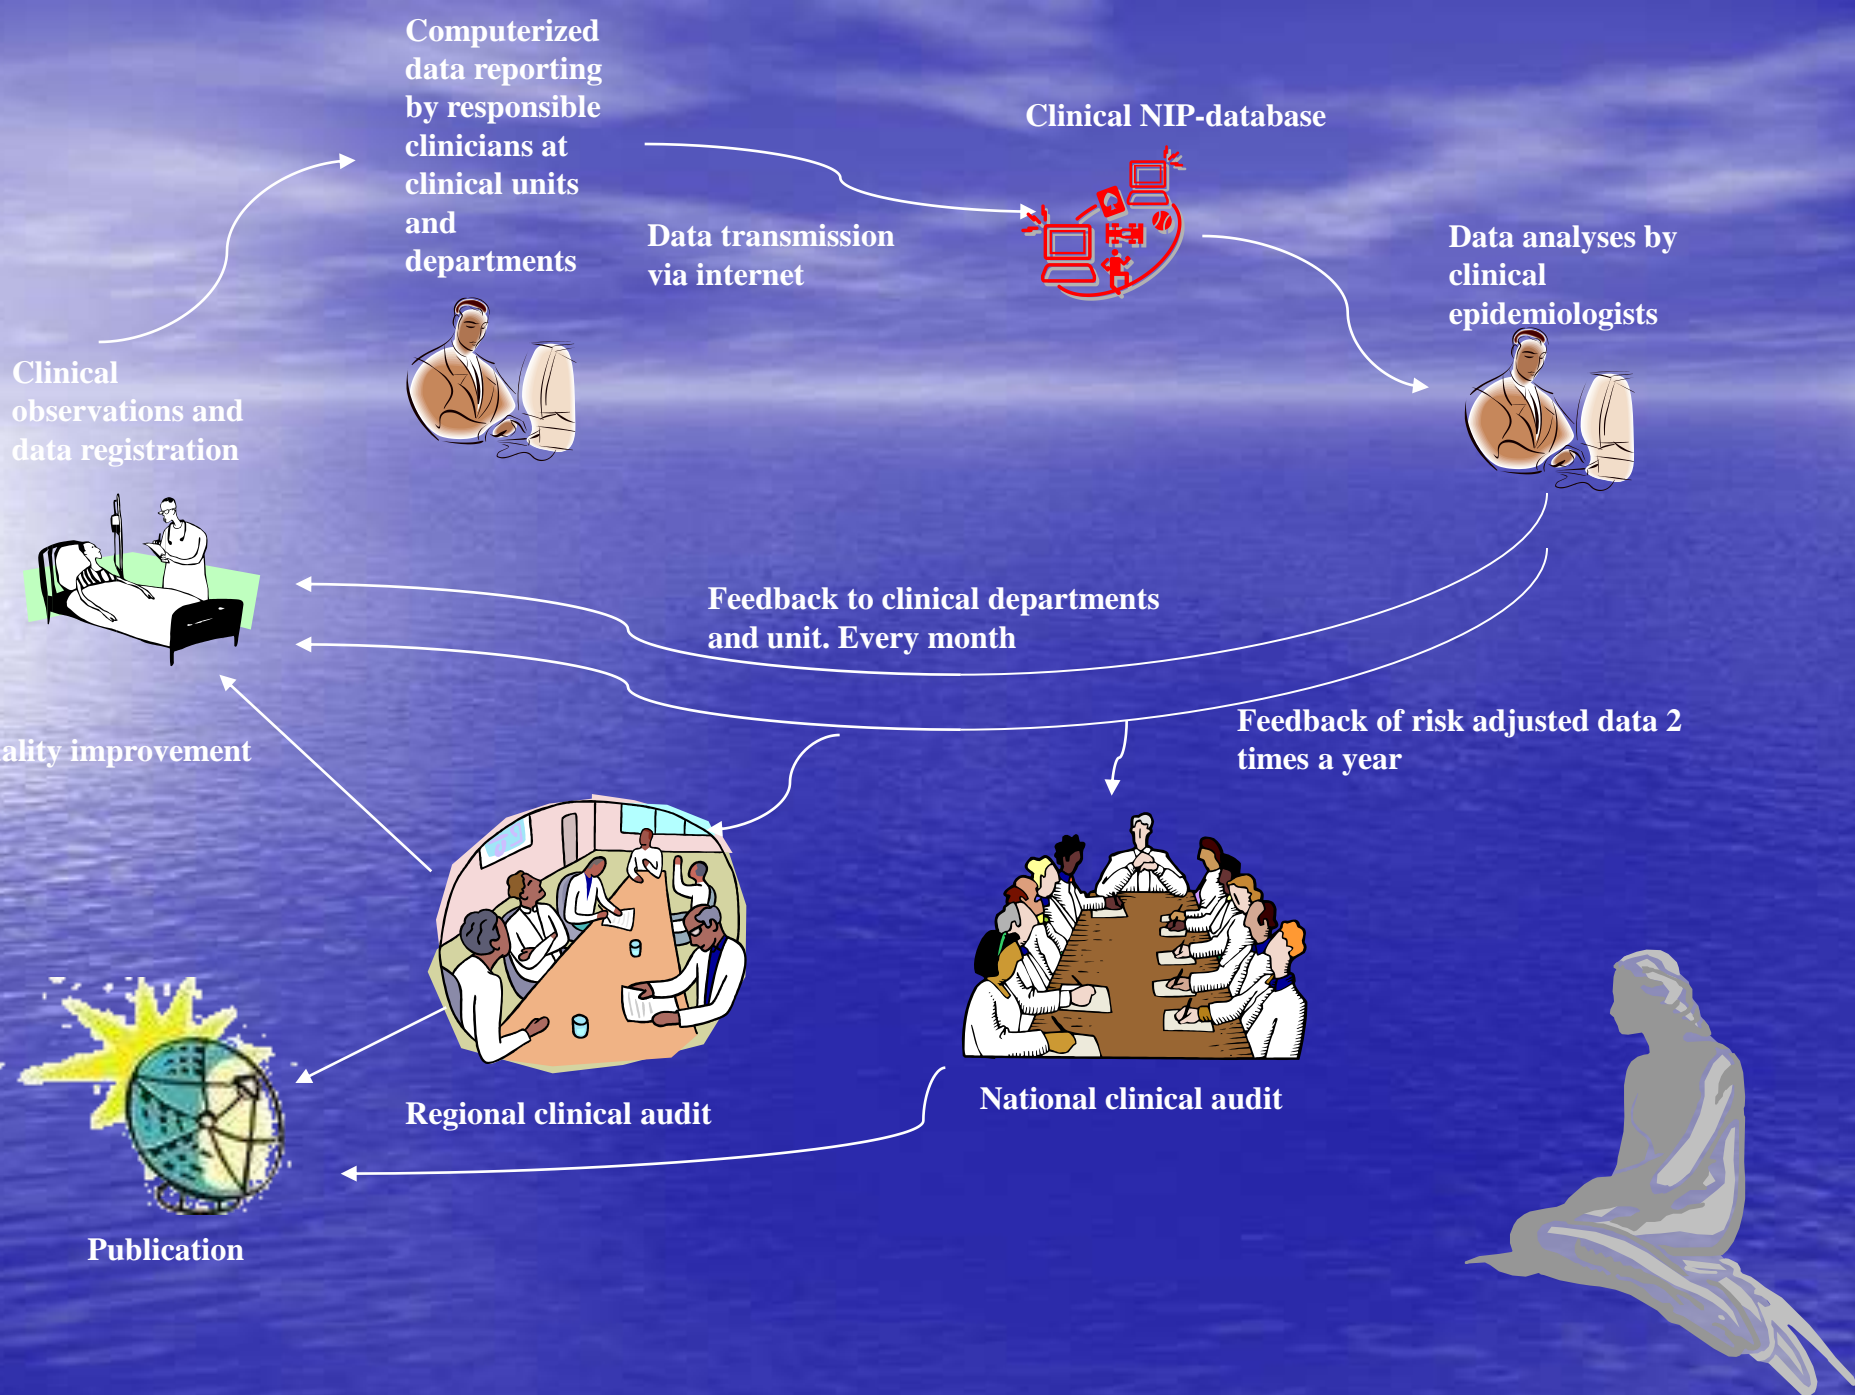 Computerized
data reporting
by responsible
clinicians at
clinical units
and
departments
Clinical NIP-database
Data transmission
via internet
Data analyses by
clinical
epidemiologists
Clinical
observations and
data registration
Feedback to clinical departments
and unit. Every month
Feedback of risk adjusted data 2
times a year
ality improvement
Regional clinical audit
National clinical audit
Publication